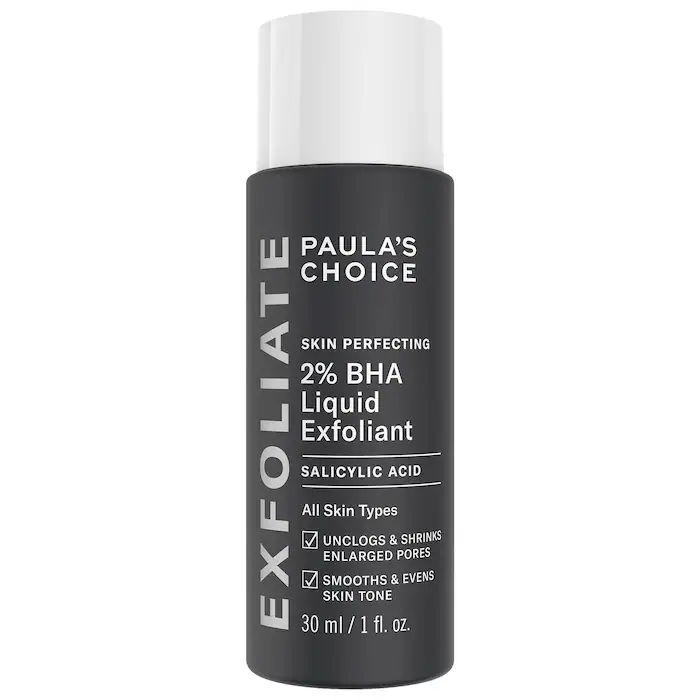 EXFOLIATE
PAULA'S
CHOICE
SKIN PERFECTING
2% BHA
Liquid
Exfoliant
SALICYLIC ACID
All Skin Types
UNCLOGS & SHRINKS
ENLARGED PORES
SMOOTHS & EVENS
SKIN TONE
30 ml / 1 fl. oz.